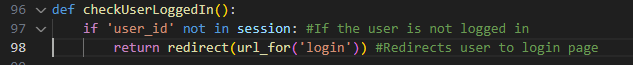 96 def checkUserLoggedIn():
97 if 'user_id' not in session: #If the user is not logged in
98 return redirect(url_for('login')) #Redirects user to login page